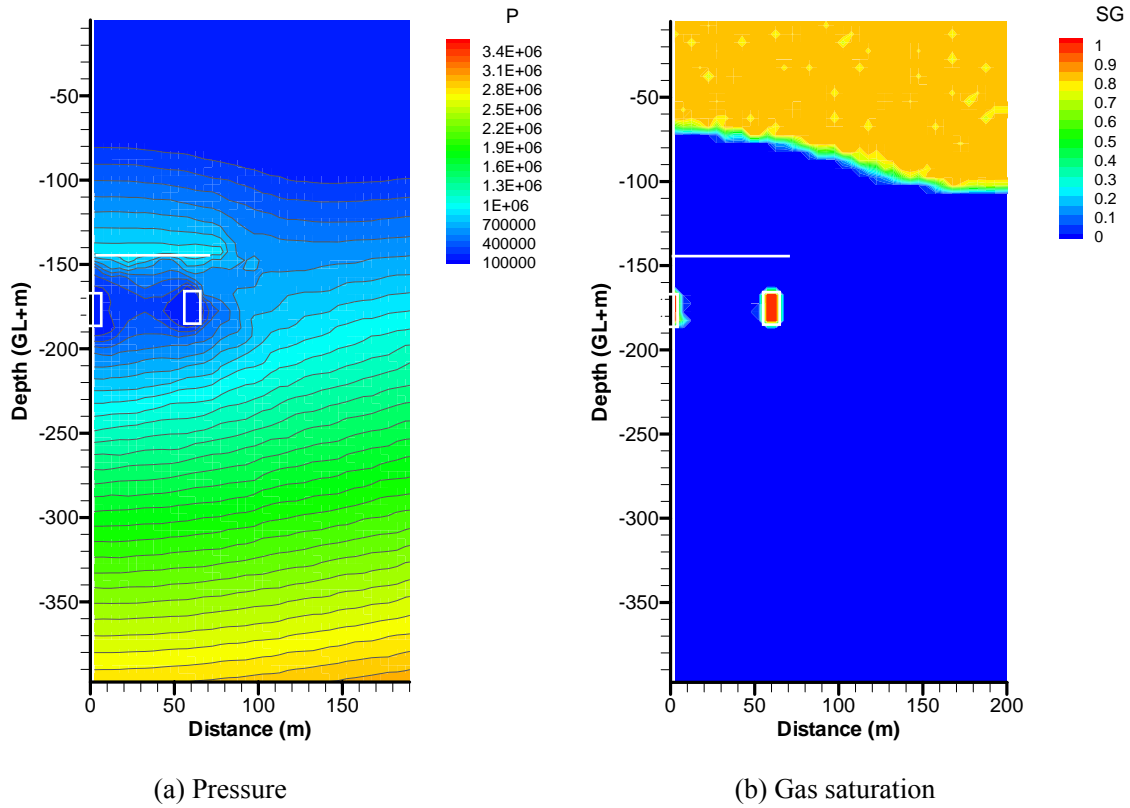 P
3.4E+06
3.1E+06
2.8E+06
2.5E+06
2.2E+06
1.9E+06
1.6E+06
1.3E+06
1E+06
700000
400000
100000
Depth (GL+m)
-50
-100
-150
-200
-250
-300
-350
0 50 100 150
Distance (m)
(a) Pressure
SG
1
0.9
0.8
0.7
0.6
0.5
0.4
0.3
0.2
0.1
0
Depth (GL+m)
-50
-100
-150
-200
-250
-300
-350
0 50 100 150 200
Distance (m)
(b) Gas saturation